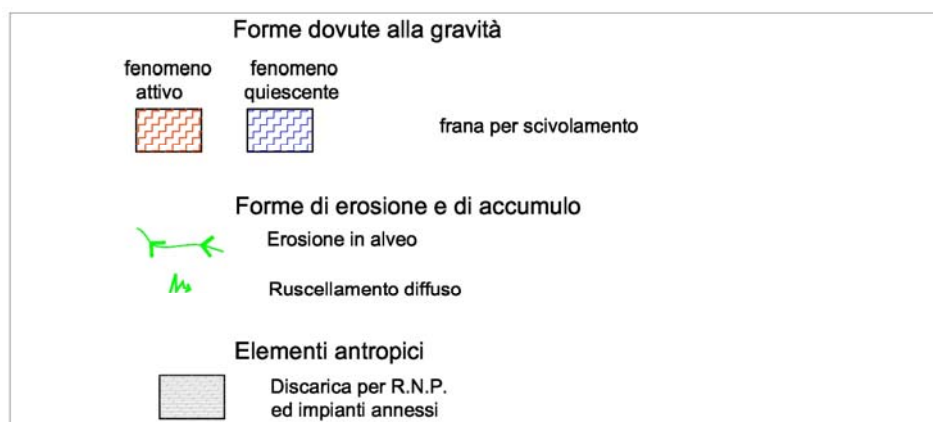 Forme dovute alla gravità
fenomeno attivo
fenomeno quiescente
frana per scivolamento
Forme di erosione e di accumulo
Erosione in alveo
Ruscellamento diffuso
Elementi antropici
Discarica per R.N.P.
ed impianti annessi